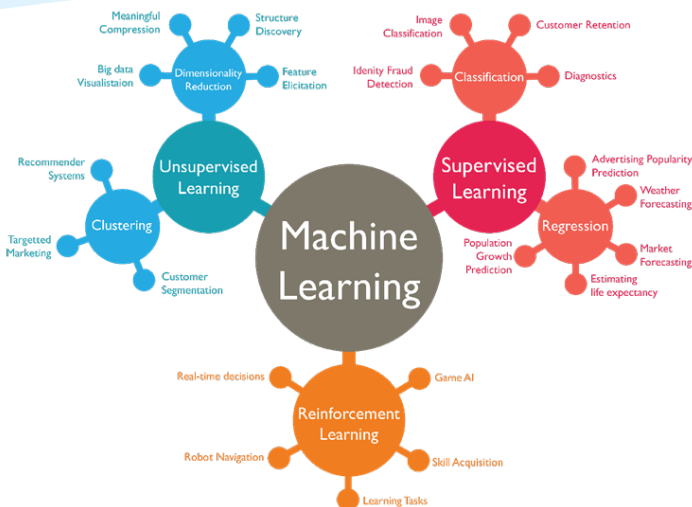 Meaningful
Compression
Structure
Discovery
Big data
Visualistaion
Dimensionality
Reduction
Feature
Elicitation
Unsupervised
Learning
Recommender
Systems
Clustering
Targetted
Marketing
Customer
Segmentation
Machine
Learning
Image
Classification
Customer Retention
Idenity Fraud
Detection
Classification
Diagnostics
Supervised
Learning
Advertising Popularity
Prediction
Weather
Forecasting
Regression
Population
Growth
Prediction
Market
Forecasting
Estimating
life expectancy
Real-time decisions
Game AI
Reinforcement
Learning
Robot Navigation
Skill Acquisition
Learning Tasks